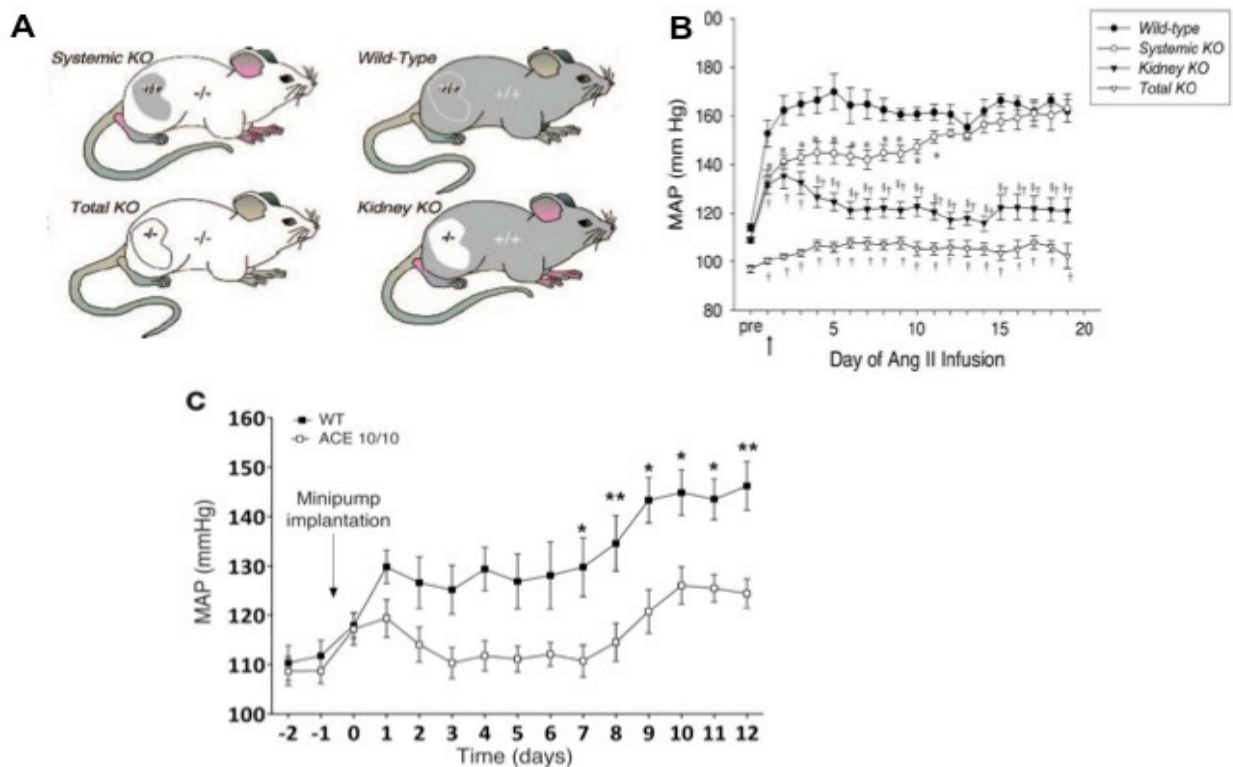 A
Systemic KO
+/+
-/-
Wild-Type
+/+
+/+
Total KO
-/-
-/-
Kidney KO
-/-
+/+
B
Wild-type
Systemic KO
Kidney KO
Total KO
MAP (mm Hg)
180
160
140
120
100
80
pre
5
10
15
20
Day of Ang II Infusion
C
WT
ACE 10/10
Minipump
implantation
MAP (mmHg)
160
150
140
130
120
110
100
* ** * * * **
-2 -1 0 1 2 3 4 5 6 7 8 9 10 11 12
Time (days)